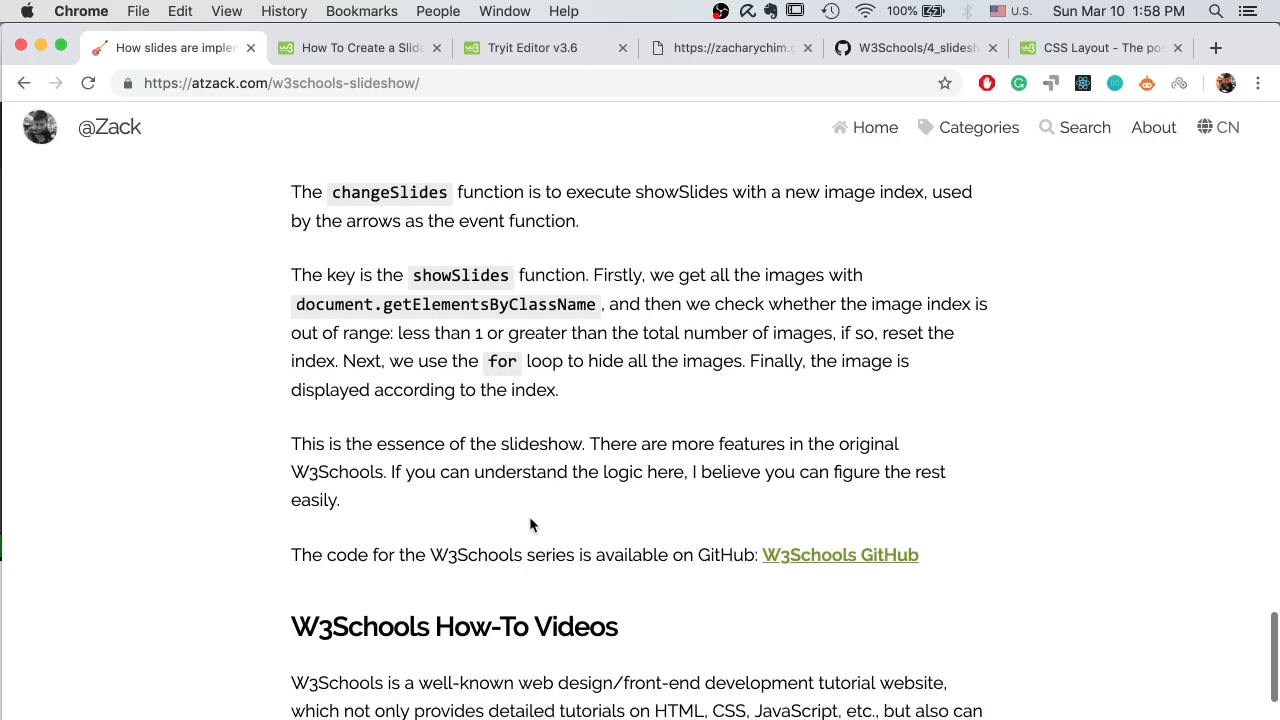 Chrome File Edit View History Bookmarks People Window Help 100% U.S. Sun Mar 10 1:58 PM
How slides are implen How To Create a Slide Tryit Editor v3.6 https://zacharychim.g W3Schools/4_slidesh CSS Layout - The po
https://atzack.com/w3schools-slideshow/
@Zack Home Categories Search About CN
The changeSlides function is to execute showSlides with a new image index, used
by the arrows as the event function.
The key is the showSlides function. Firstly, we get all the images with
document.getElementsByClassName, and then we check whether the image index is
out of range: less than 1 or greater than the total number of images, if so, reset the
index. Next, we use the for loop to hide all the images. Finally, the image is
displayed according to the index.
This is the essence of the slideshow. There are more features in the original
W3Schools. If you can understand the logic here, I believe you can figure the rest
easily.
The code for the W3Schools series is available on GitHub: W3Schools GitHub
W3Schools How-To Videos
W3Schools is a well-known web design/front-end development tutorial website,
which not only provides detailed tutorials on HTML, CSS, JavaScript, etc., but also can